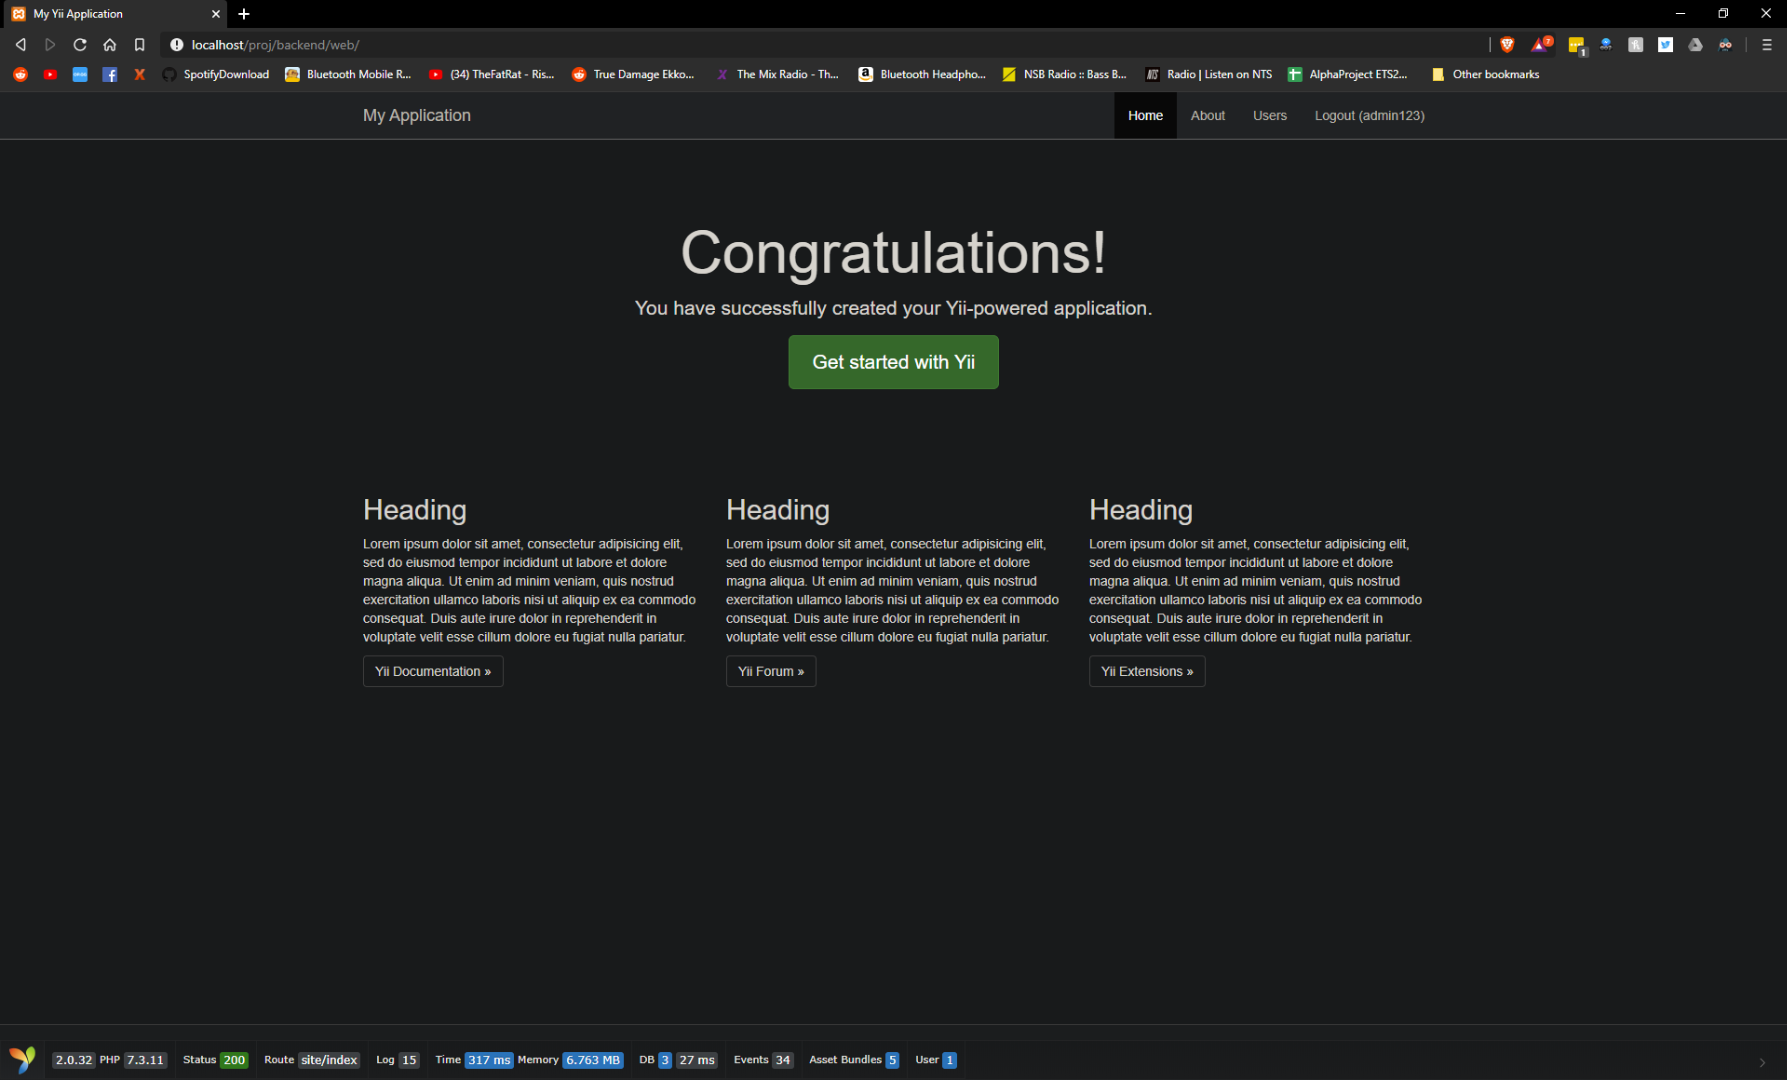 My Yii Application
localhost/proj/backend/web/
7
1
SpotifyDownload Bluetooth Mobile R... (34) TheFatRat - Ris... True Damage Ekko... The Mix Radio - Th... Bluetooth Headpho... NSB Radio :: Bass B... Radio | Listen on NTS AlphaProject ETS2... Other bookmarks
My Application Home About Users Logout (admin123)
Congratulations!
You have successfully created your Yii-powered application.
Get started with Yii
Heading
Lorem ipsum dolor sit amet, consectetur adipisicing elit,
sed do eiusmod tempor incididunt ut labore et dolore
magna aliqua. Ut enim ad minim veniam, quis nostrud
exercitation ullamco laboris nisi ut aliquip ex ea commodo
consequat. Duis aute irure dolor in reprehenderit in
voluptate velit esse cillum dolore eu fugiat nulla pariatur.
Yii Documentation »
Heading
Lorem ipsum dolor sit amet, consectetur adipisicing elit,
sed do eiusmod tempor incididunt ut labore et dolore
magna aliqua. Ut enim ad minim veniam, quis nostrud
exercitation ullamco laboris nisi ut aliquip ex ea commodo
consequat. Duis aute irure dolor in reprehenderit in
voluptate velit esse cillum dolore eu fugiat nulla pariatur.
Yii Forum »
Heading
Lorem ipsum dolor sit amet, consectetur adipisicing elit,
sed do eiusmod tempor incididunt ut labore et dolore
magna aliqua. Ut enim ad minim veniam, quis nostrud
exercitation ullamco laboris nisi ut aliquip ex ea commodo
consequat. Duis aute irure dolor in reprehenderit in
voluptate velit esse cillum dolore eu fugiat nulla pariatur.
Yii Extensions »
2.0.32 PHP 7.3.11 Status 200 Route site/index Log 15 Time 317 ms Memory 6.763 MB DB 3 27 ms Events 34 Asset Bundles 5 User 1